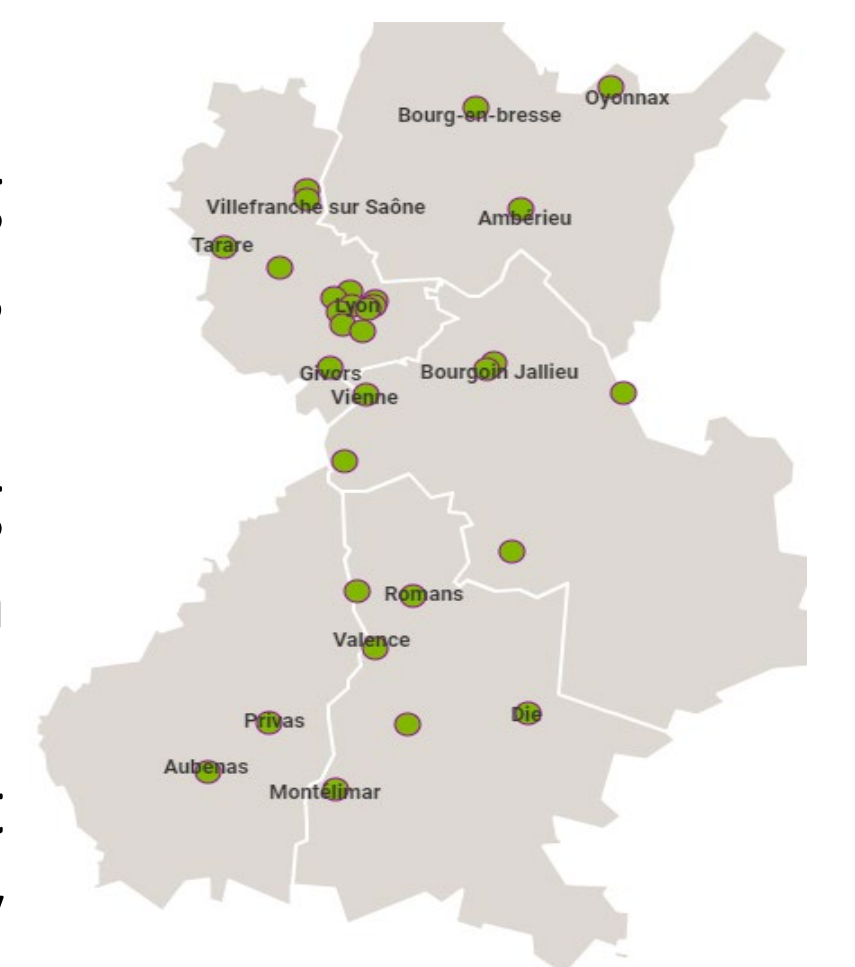 Oyonnax
Bourg-en-bresse
Villefranche sur Saône
Ambérieu
Tarare
Lyon
Givors
Bourgoin Jallieu
Vienne
Romans
Valence
Die
Privas
Aubenas
Montélimar